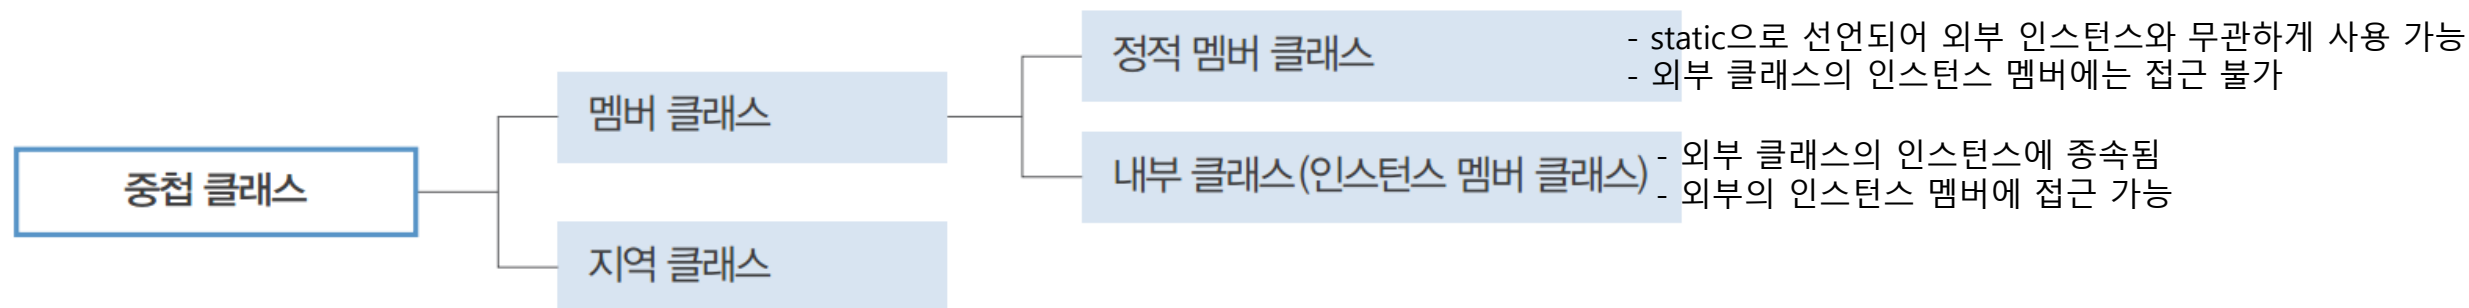 중첩 클래스
멤버 클래스
지역 클래스
정적 멤버 클래스
- static으로 선언되어 외부 인스턴스와 무관하게 사용 가능
- 외부 클래스의 인스턴스 멤버에는 접근 불가
내부 클래스(인스턴스 멤버 클래스)
- 외부 클래스의 인스턴스에 종속됨
- 외부의 인스턴스 멤버에 접근 가능